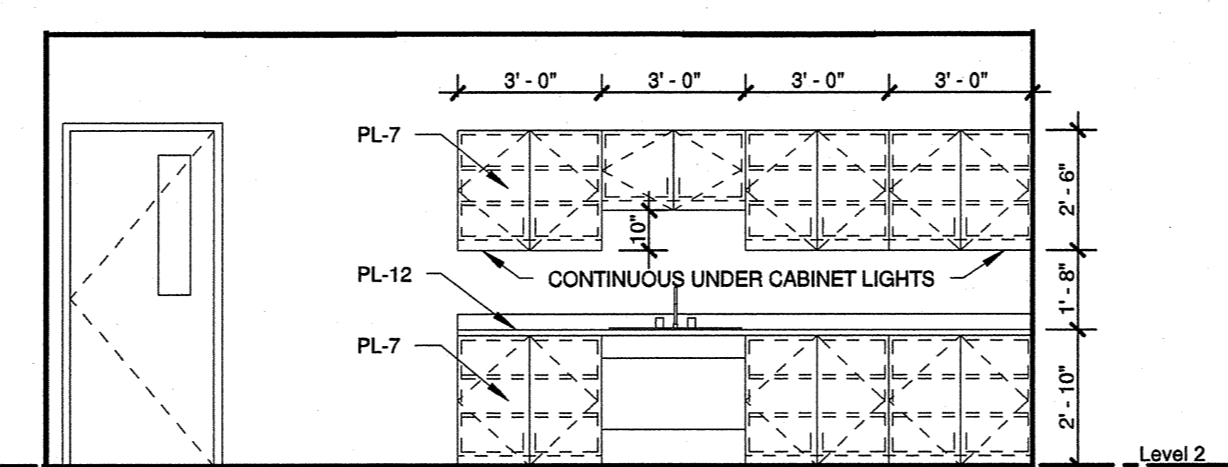 3' - 0" 3' - 0" 3' - 0" 3' - 0"
PL-7
2' - 6"
10"
PL-12
CONTINUOUS UNDER CABINET LIGHTS
1' - 8"
PL-7
2' - 10"
Level 2